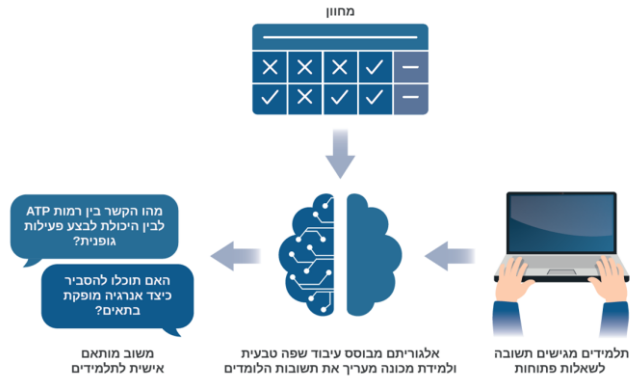 מחוון
מהו הקשר בין רמות ATP
לבין היכולת לבצע פעילות
גופנית?
האם תוכלו להסביר
כיצד אנרגיה מופקת
בתאים?
תלמידים מגישים תשובה
לשאלות פתוחות
אלגוריתם מבוסס עיבוד שפה טבעית
ולמידת מכונה מעריך את תשובות הלומדים
משוב מותאם
אישית לתלמידים